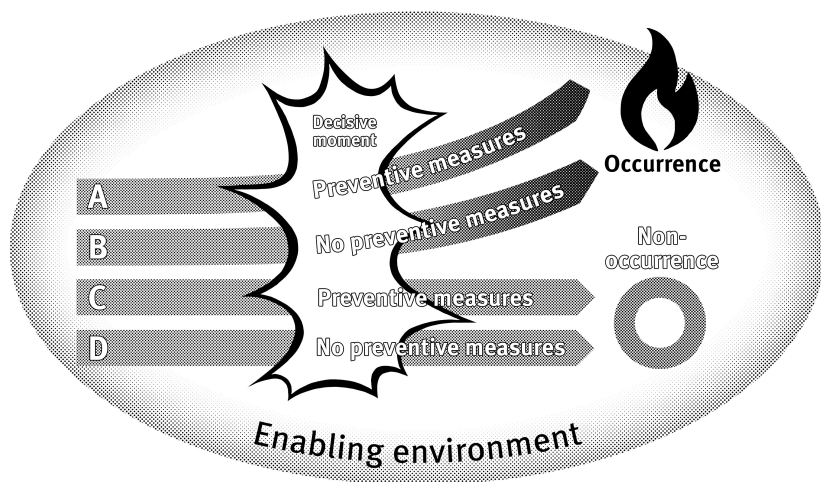 Decisive
moment
A
Preventive measures
Occurrence
B
No preventive measures
Non-
occurrence
C
Preventive measures
D
No preventive measures
Enabling environment